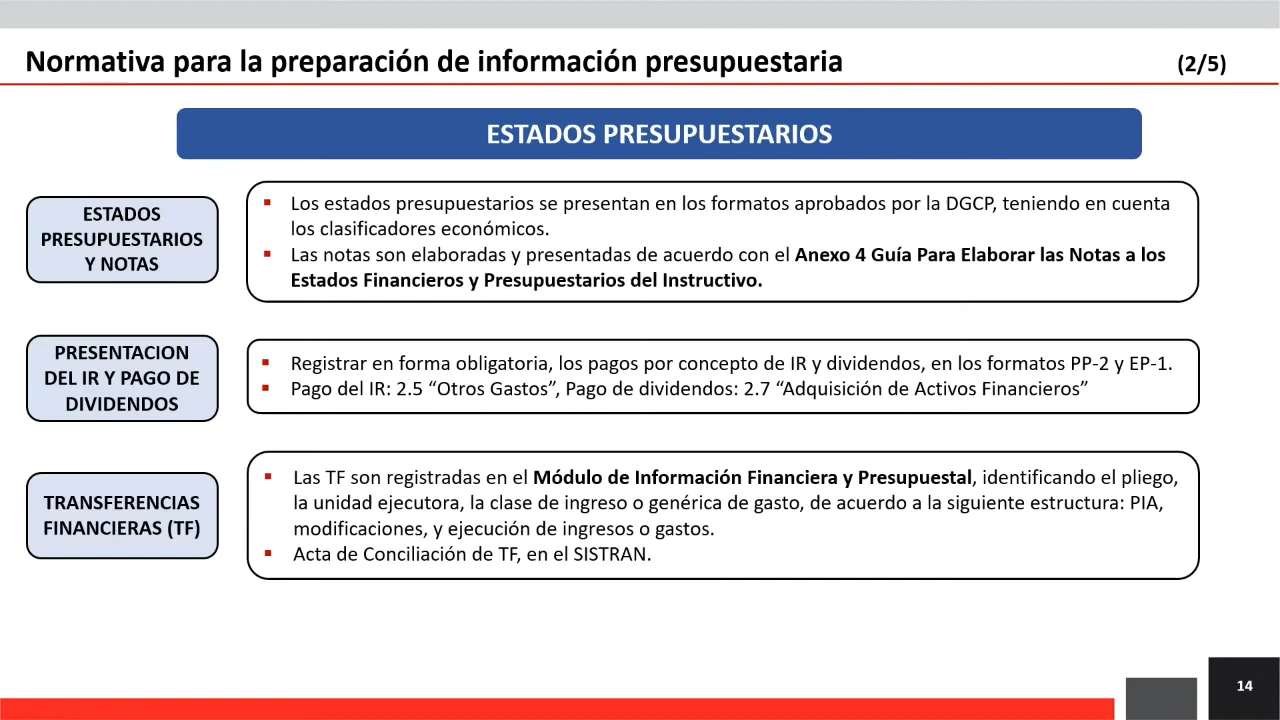 Normativa para la preparación de información presupuestaria
(2/5)
ESTADOS PRESUPUESTARIOS
ESTADOS
PRESUPUESTARIOS
Y NOTAS
▪ Los estados presupuestarios se presentan en los formatos aprobados por la DGCP, teniendo en cuenta
los clasificadores económicos.
▪ Las notas son elaboradas y presentadas de acuerdo con el Anexo 4 Guía Para Elaborar las Notas a los
Estados Financieros y Presupuestarios del Instructivo.
PRESENTACION
DEL IR Y PAGO DE
DIVIDENDOS
▪ Registrar en forma obligatoria, los pagos por concepto de IR y dividendos, en los formatos PP-2 y EP-1.
▪ Pago del IR: 2.5 “Otros Gastos”, Pago de dividendos: 2.7 “Adquisición de Activos Financieros”
TRANSFERENCIAS
FINANCIERAS (TF)
▪ Las TF son registradas en el Módulo de Información Financiera y Presupuestal, identificando el pliego,
la unidad ejecutora, la clase de ingreso o genérica de gasto, de acuerdo a la siguiente estructura: PIA,
modificaciones, y ejecución de ingresos o gastos.
▪ Acta de Conciliación de TF, en el SISTRAN.
14